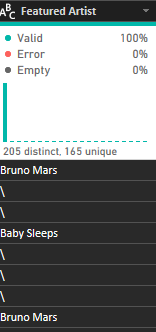 ABC Featured Artist
Valid 100%
Error 0%
Empty 0%
205 distinct, 165 unique
Bruno Mars
\
\
Baby Sleeps
\
\
\
Bruno Mars